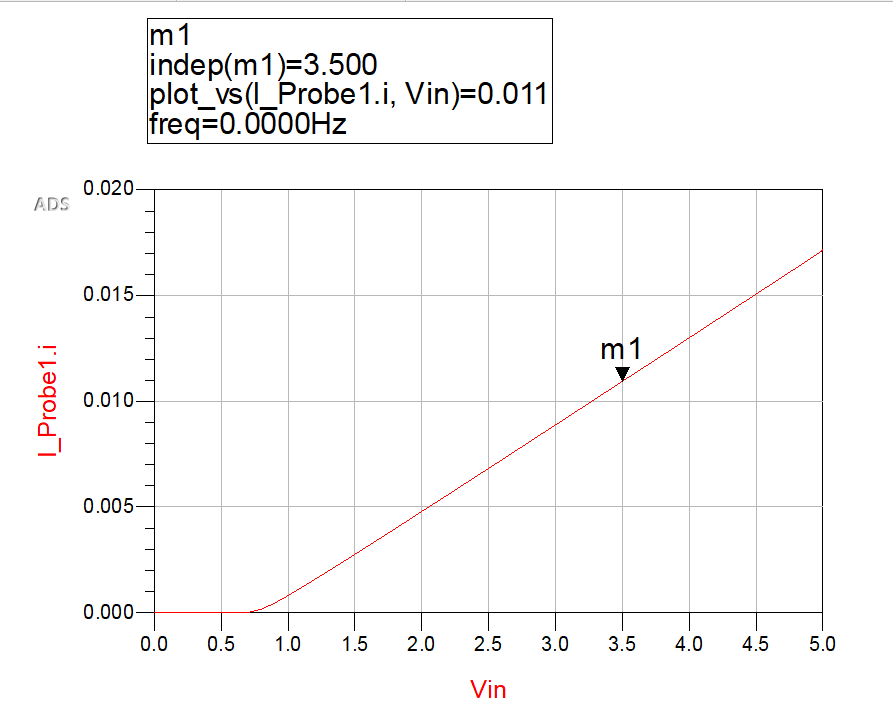 m1
indep(m1)=3.500
plot_vs(I_Probe1.i, Vin)=0.011
freq=0.0000Hz
ADS
0.020
0.015
0.010
0.005
0.000
I_Probe1.i
m1
0.0 0.5 1.0 1.5 2.0 2.5 3.0 3.5 4.0 4.5 5.0
Vin